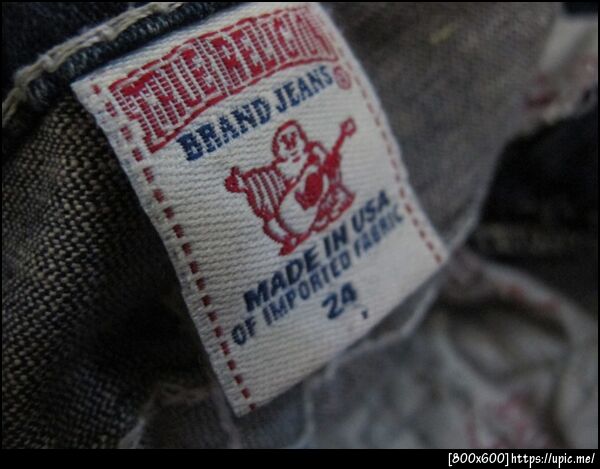 TRUE RELIGION
BRAND JEANS ®
MADE IN USA
OF IMPORTED FABRIC
24
[800x600]https://upic.me/